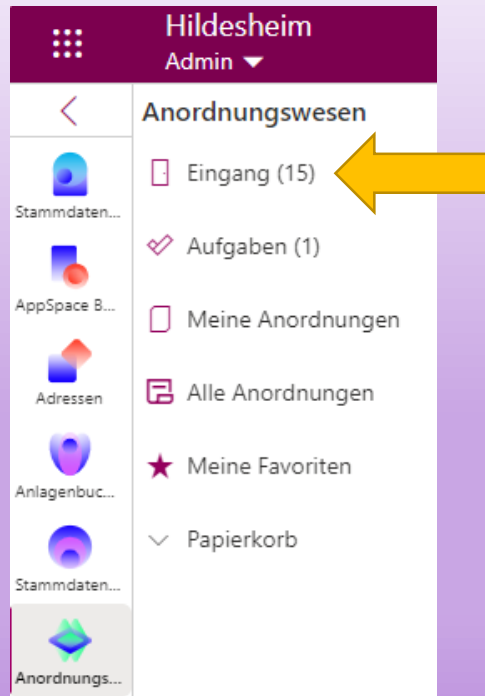 Hildesheim
Admin
Anordnungswesen
Stammdaten...
Eingang (15)
AppSpace B...
Aufgaben (1)
Adressen
Meine Anordnungen
Anlagenbuc...
Alle Anordnungen
Stammdaten...
Meine Favoriten
Anordnungs...
Papierkorb